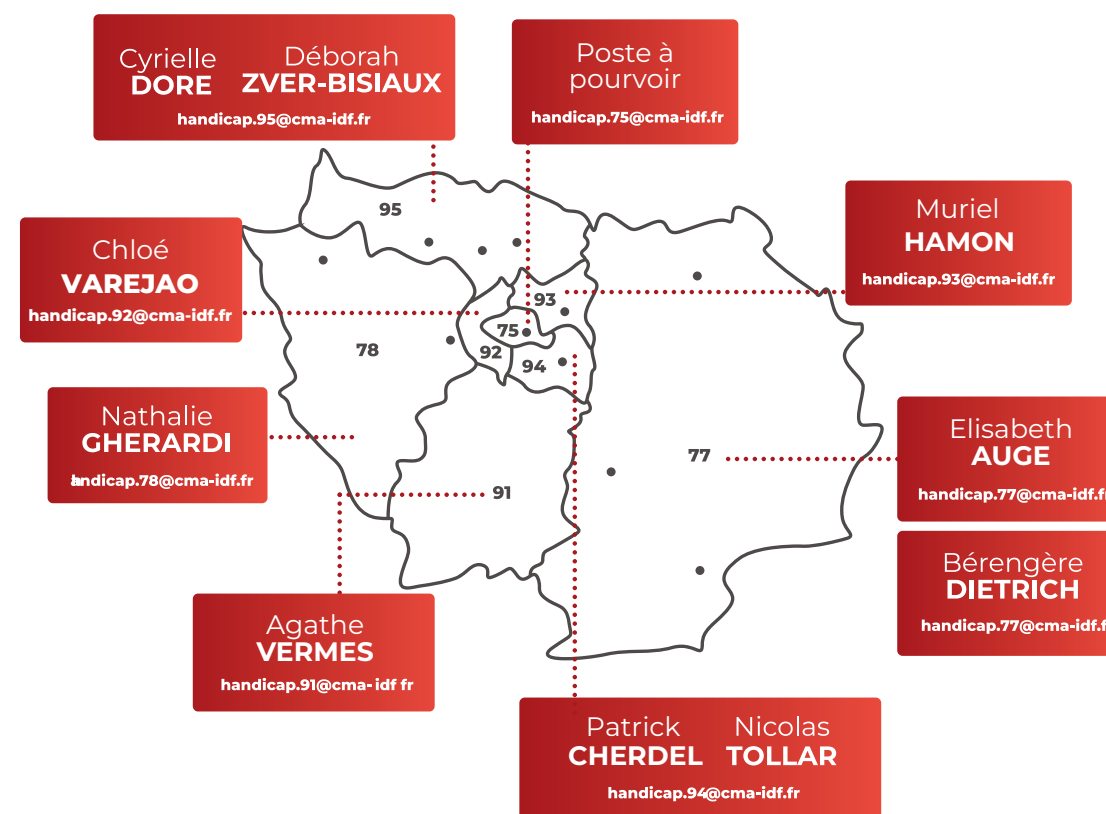 Cyrielle
DORE
Déborah
ZVER-BISIAUX
handicap.95@cma-idf.fr
Poste à
pourvoir
handicap.75@cma-idf.fr
95
Muriel
HAMON
handicap.93@cma-idf.fr
Chloé
VAREJAO
handicap.92@cma-idf.fr
93
75
92
94
78
Nathalie
GHERARDI
handicap.78@cma-idf.fr
77
Elisabeth
AUGE
handicap.77@cma-idf.fr
91
Bérengère
DIETRICH
handicap.77@cma-idf.f
Agathe
VERMES
handicap.91@cma-idf fr
Patrick
CHERDEL
Nicolas
TOLLAR
handicap.94@cma-idf.fr